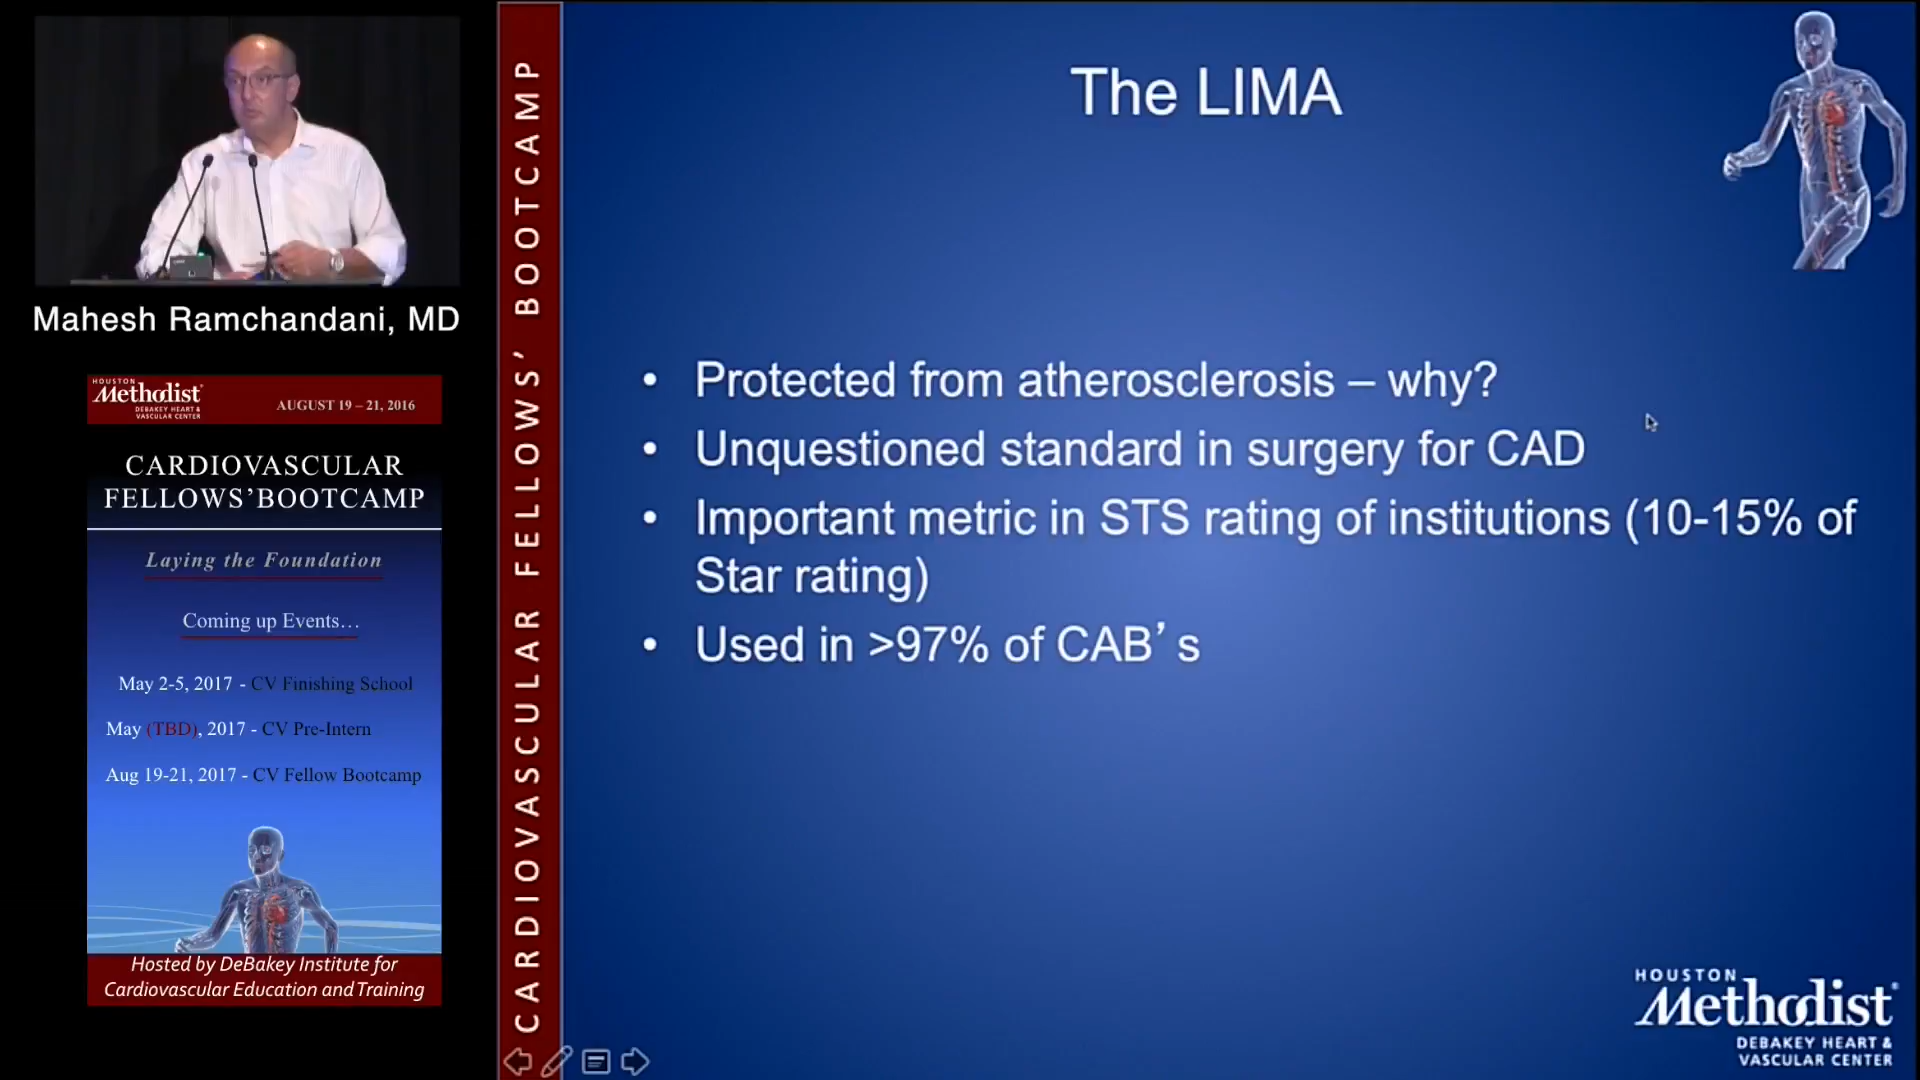 Mahesh Ramchandani, MD
HOUSTON
Methodist
DEBAKEY HEART &
VASCULAR CENTER
AUGUST 19 – 21, 2016
CARDIOVASCULAR
FELLOWS’BOOTCAMP
Laying the Foundation
Coming up Events…
May 2-5, 2017 - CV Finishing School
May (TBD), 2017 - CV Pre-Intern
Aug 19-21, 2017 - CV Fellow Bootcamp
Hosted by DeBakey Institute for
Cardiovascular Education and Training
CARDIOVASCULAR FELLOWS’ BOOTCAMP
The LIMA
• Protected from atherosclerosis – why?
• Unquestioned standard in surgery for CAD
• Important metric in STS rating of institutions (10-15% of
Star rating)
• Used in >97% of CAB’s
HOUSTON
Methodist
DEBAKEY HEART &
VASCULAR CENTER